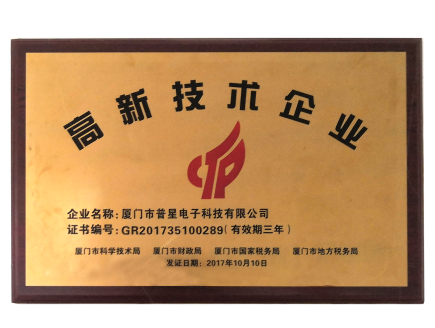 高新技术企业
CTP
企业名称：厦门市普星电子科技有限公司
证书编号：GR201735100289（有效期三年）
厦门市科学技术局 厦门市财政局 厦门市国家税务局 厦门市地方税务局
发证日期：2017年10月10日